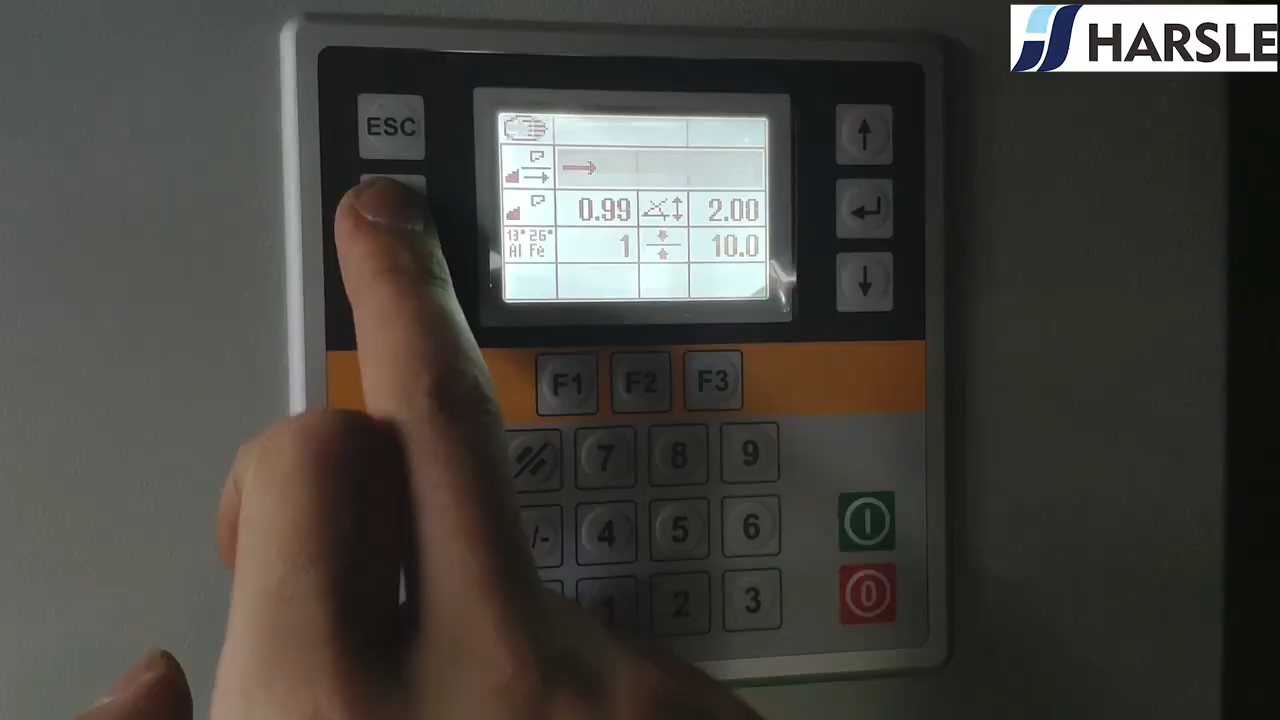 HARSLE
ESC
0.99 2.00
13° 26° 1 10.0
Al Fe
F1 F2 F3
7 8 9
/- 4 5 6
1 2 3